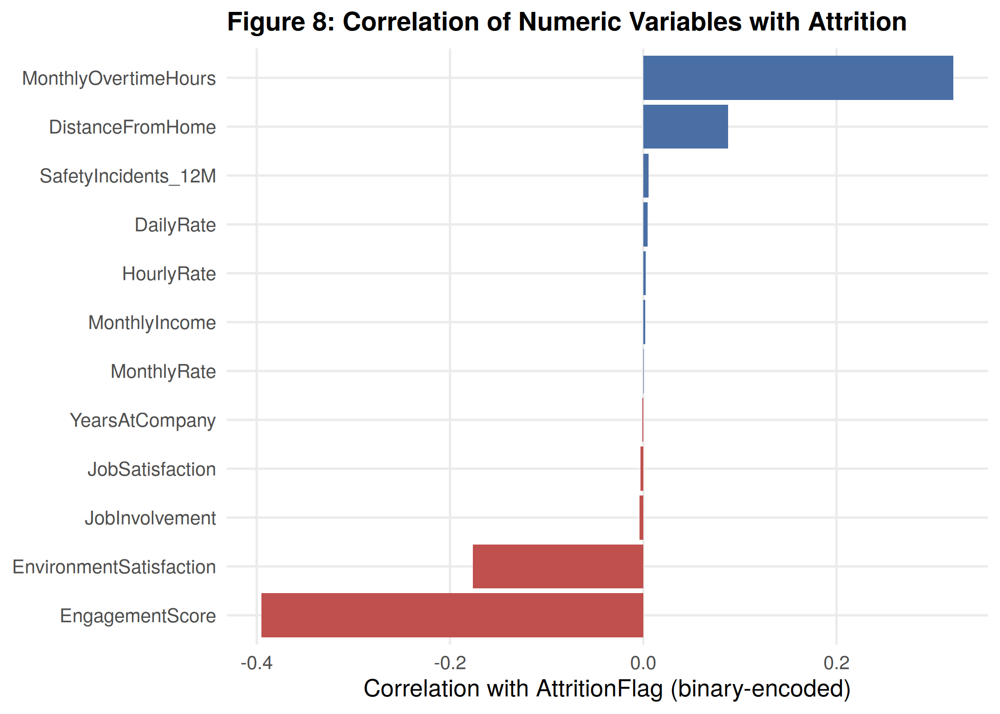 Figure 8: Correlation of Numeric Variables with Attrition
MonthlyOvertimeHours
DistanceFromHome
SafetyIncidents_12M
DailyRate
HourlyRate
MonthlyIncome
MonthlyRate
YearsAtCompany
JobSatisfaction
JobInvolvement
EnvironmentSatisfaction
EngagementScore
-0.4 -0.2 0.0 0.2
Correlation with AttritionFlag (binary-encoded)